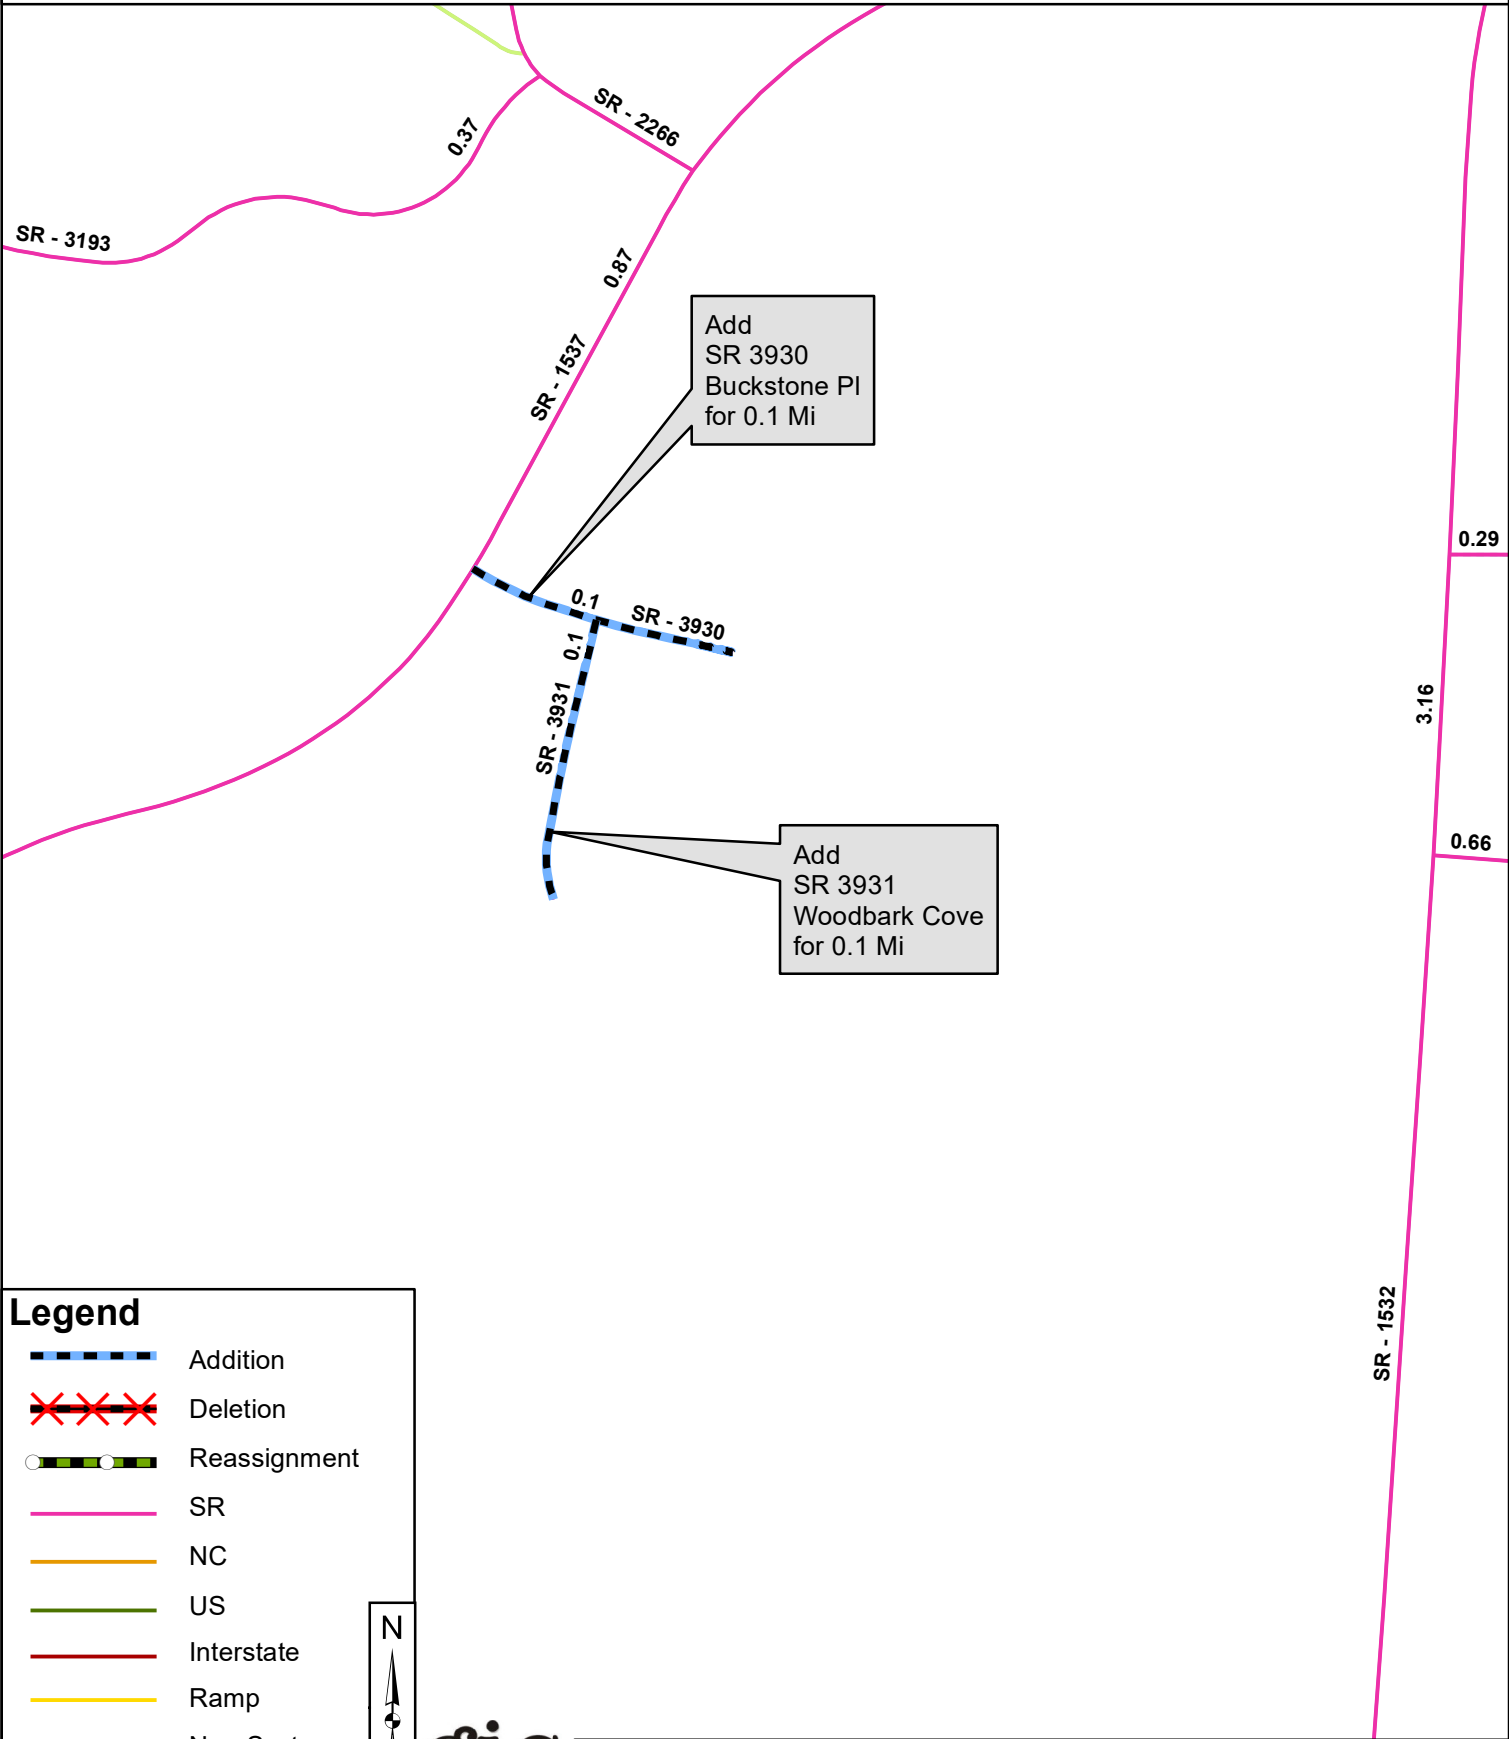 SR - 2266
0.37
SR - 3193
0.87
SR - 1537
Add
SR 3930
Buckstone Pl
for 0.1 Mi
0.29
0.1
SR - 3930
0.1
SR - 3931
3.16
Add
SR 3931
Woodbark Cove
for 0.1 Mi
0.66
SR - 1532
Legend
Addition
Deletion
Reassignment
SR
NC
US
Interstate
Ramp
N